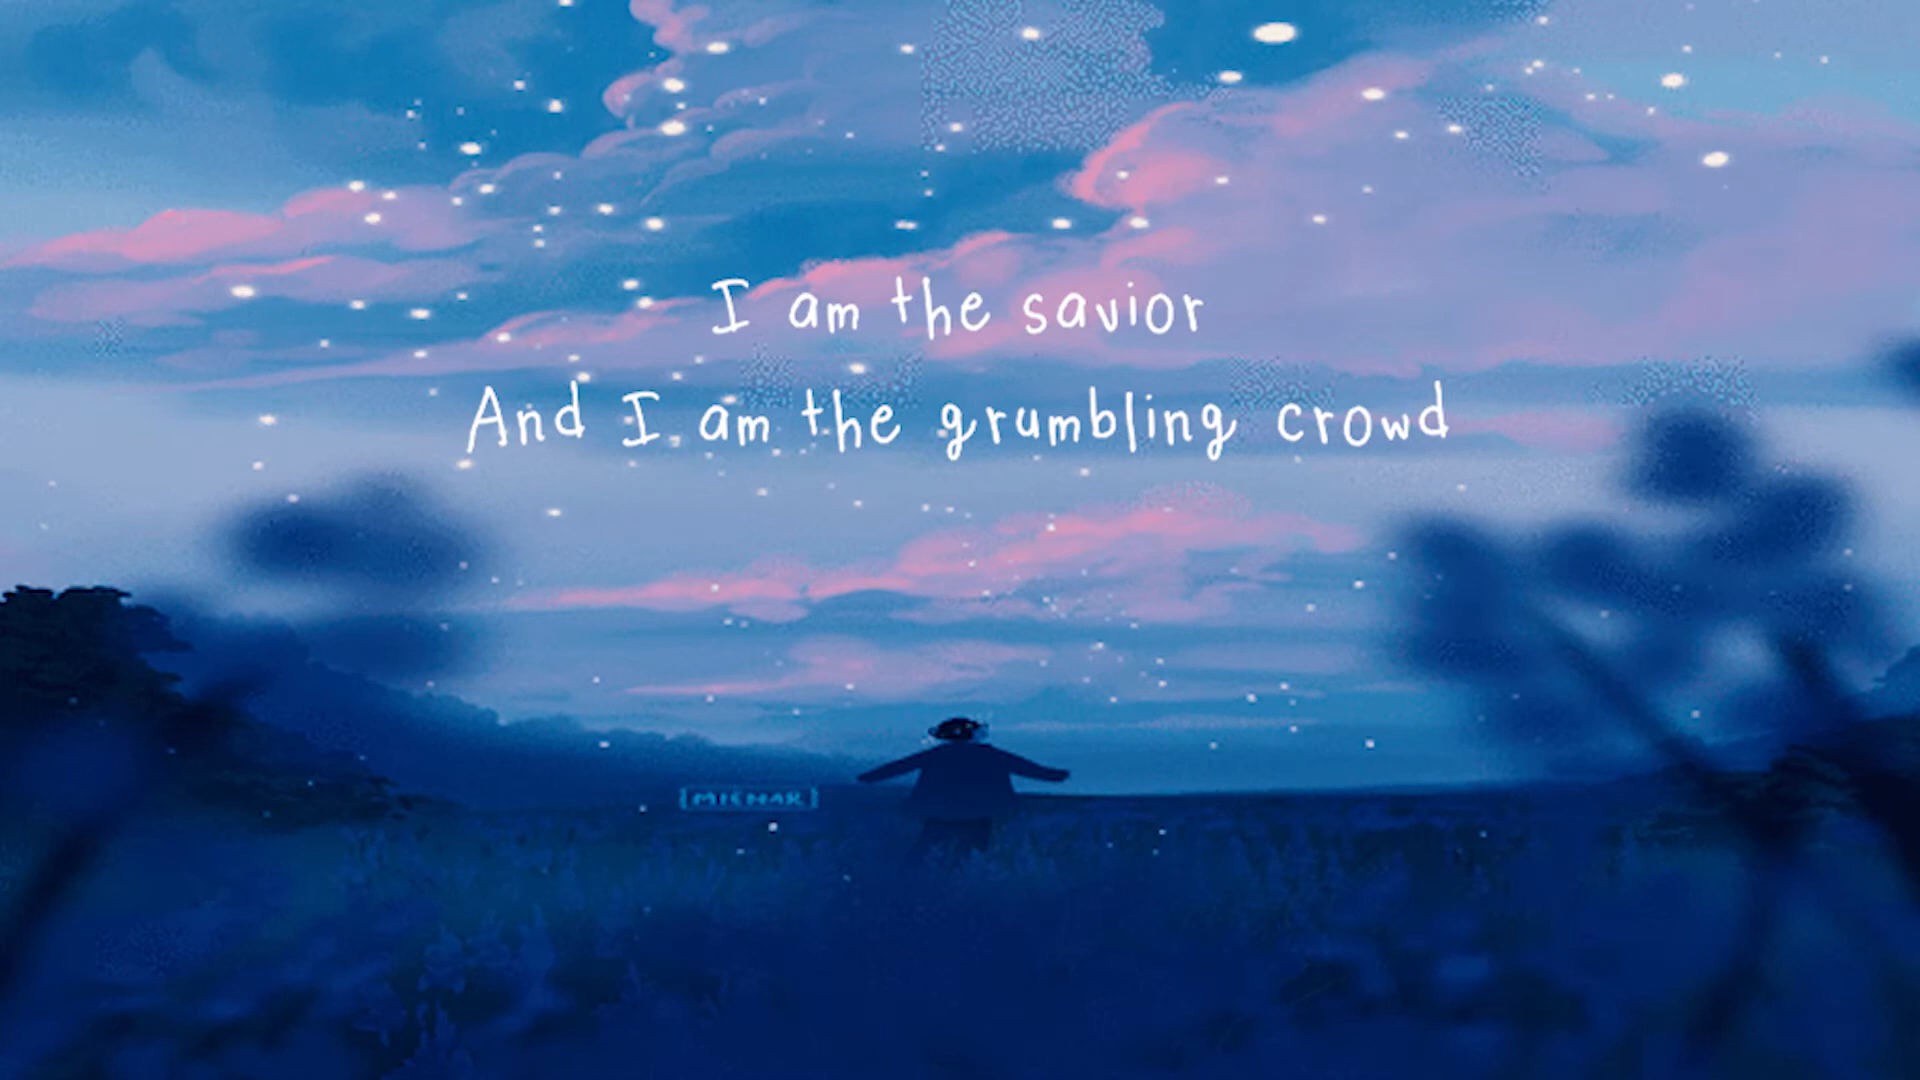 I am the savior
And I am the grumbling crowd